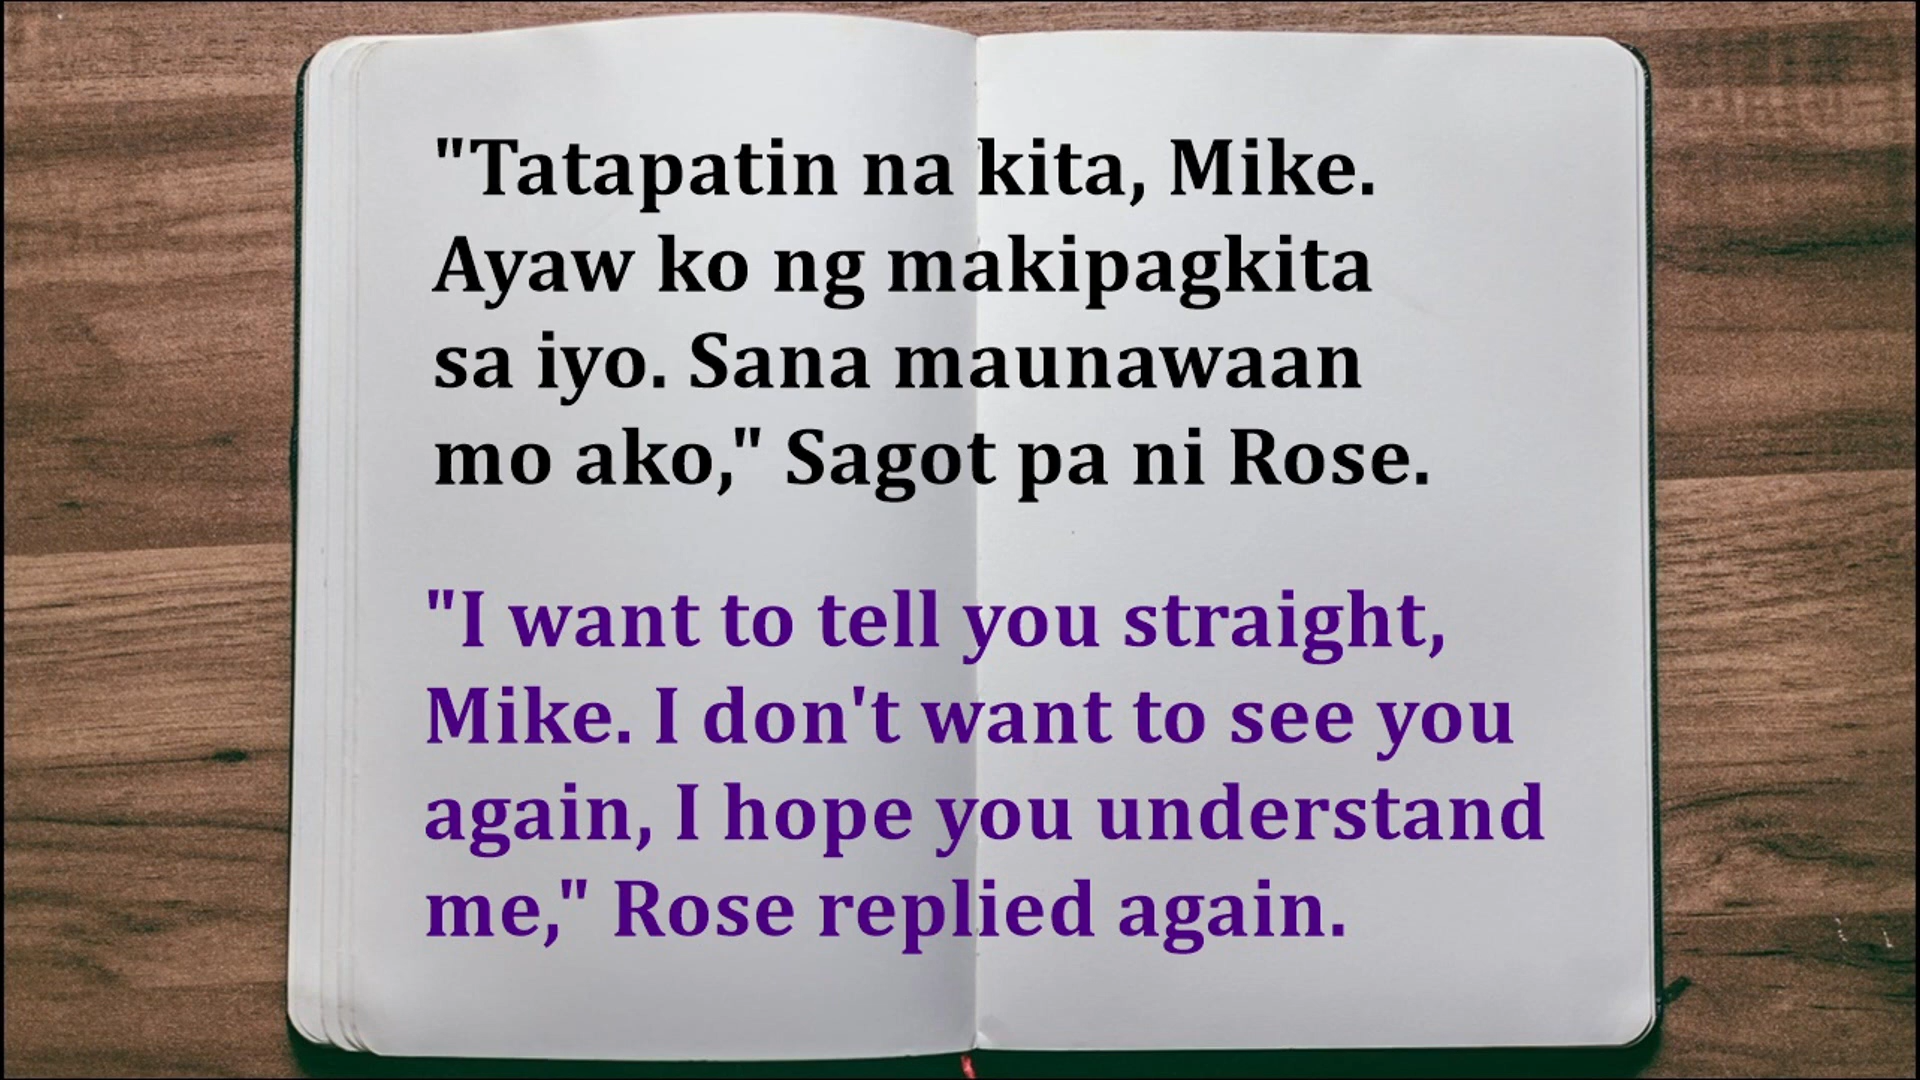 "Tatapatin na kita, Mike.
Ayaw ko ng makipagkita
sa iyo. Sana maunawaan
mo ako," Sagot pa ni Rose.
"I want to tell you straight,
Mike. I don't want to see you
again, I hope you understand
me," Rose replied again.